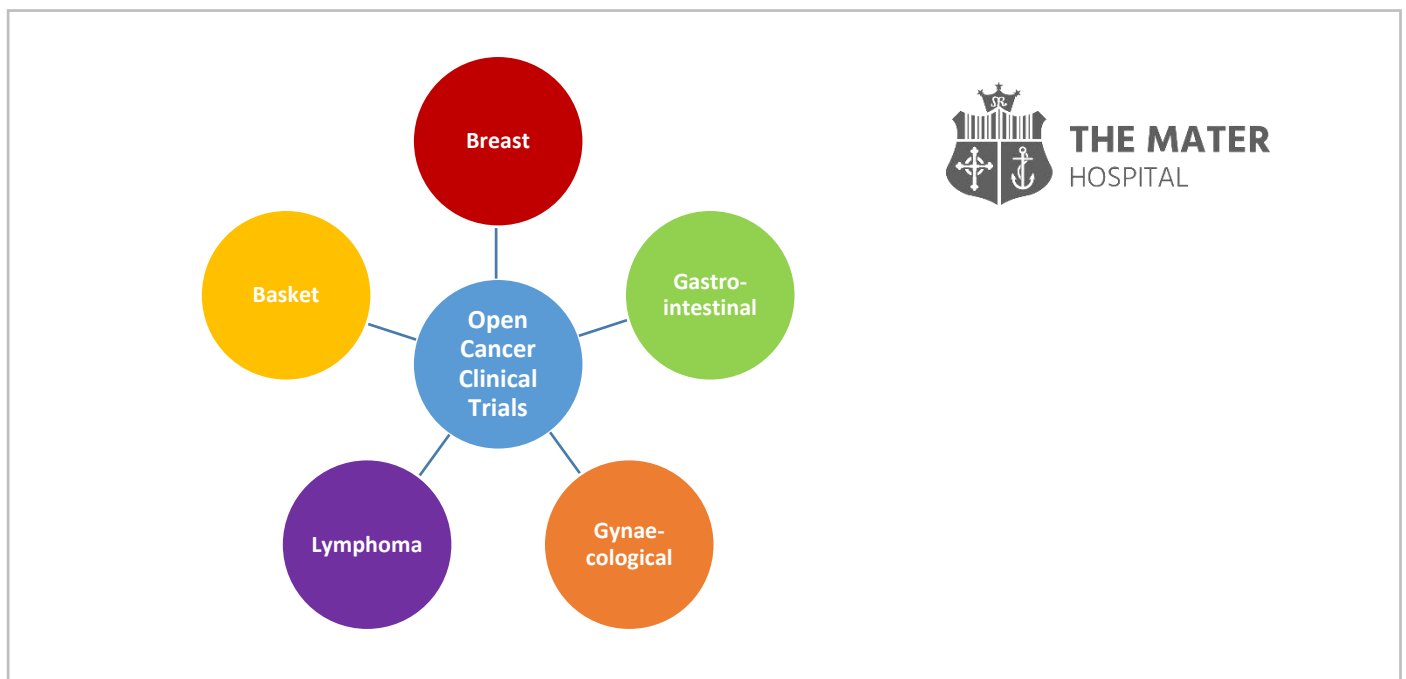 Breast
THE MATER
HOSPITAL
Basket
Gastro-
intestinal
Open
Cancer
Clinical
Trials
Lymphoma
Gynae-
cological